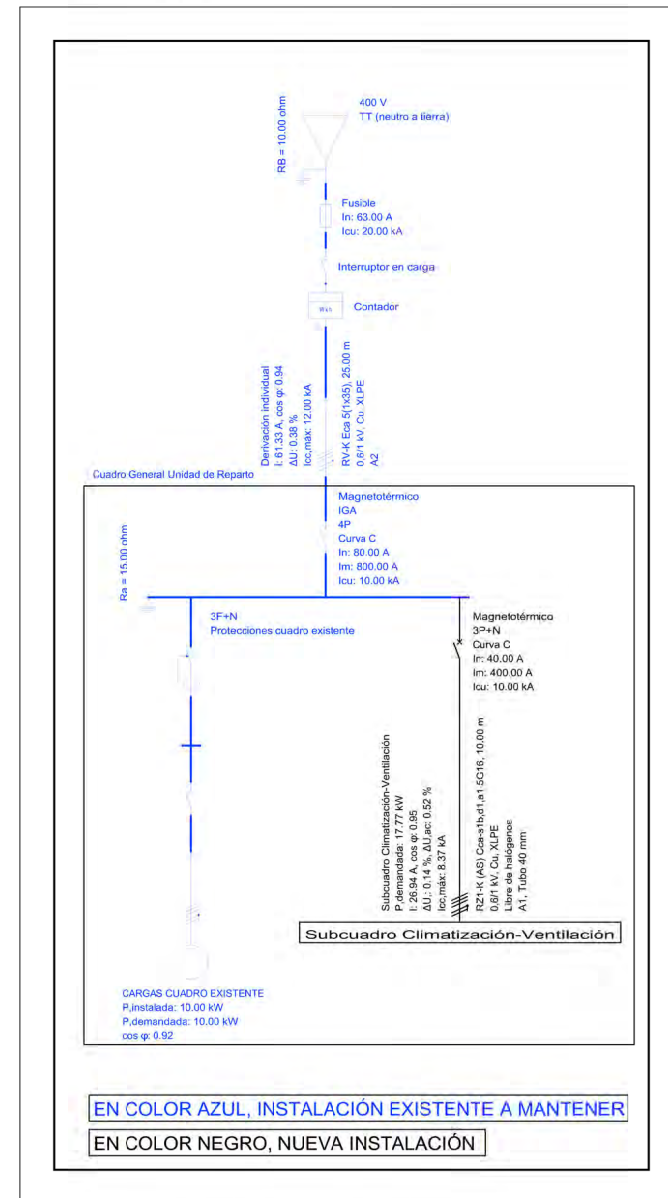 400 V
TT (neutro a tierra)
RB = 10.00 ohm
Fusible
In: 63.00 A
Icu: 20.00 kA
Interruptor en carga
Contador
Derivación individual
I: 61.33 A, cos φ: 0.94
ΔU: 0.38 %
Icc,máx: 12.00 kA
RV-K Eca 5(1x35), 25.00 m
0,6/1 kV, Cu, XLPE
A2
Cuadro General Unidad de Reparto
Magnetotérmico
IGA
4P
Curva C
In: 80.00 A
Im: 800.00 A
Icu: 10.00 kA
Ra = 15.00 ohm
3F+N
Protecciones cuadro existente
Magnetotérmico
3P+N
Curva C
In: 40.00 A
Im: 400.00 A
Icu: 10.00 kA
Subcuadro Climatización-Ventilación
P,demandada: 17.77 kW
I: 26.94 A, cos φ: 0.95
ΔU,: 0.14 %, ΔU,ac: 0.52 %
Icc,máx: 8.37 kA
RZ1-K (AS) Cca-s1b,d1,a1 5G16, 10.00 m
0,6/1 kV, Cu, XLPE
Libre de halógenos
A1, Tubo 40 mm
Subcuadro Climatización-Ventilación
CARGAS CUADRO EXISTENTE
P,instalada: 10.00 kW
P,demandada: 10.00 kW
cos φ: 0.92
EN COLOR AZUL, INSTALACIÓN EXISTENTE A MANTENER
EN COLOR NEGRO, NUEVA INSTALACIÓN